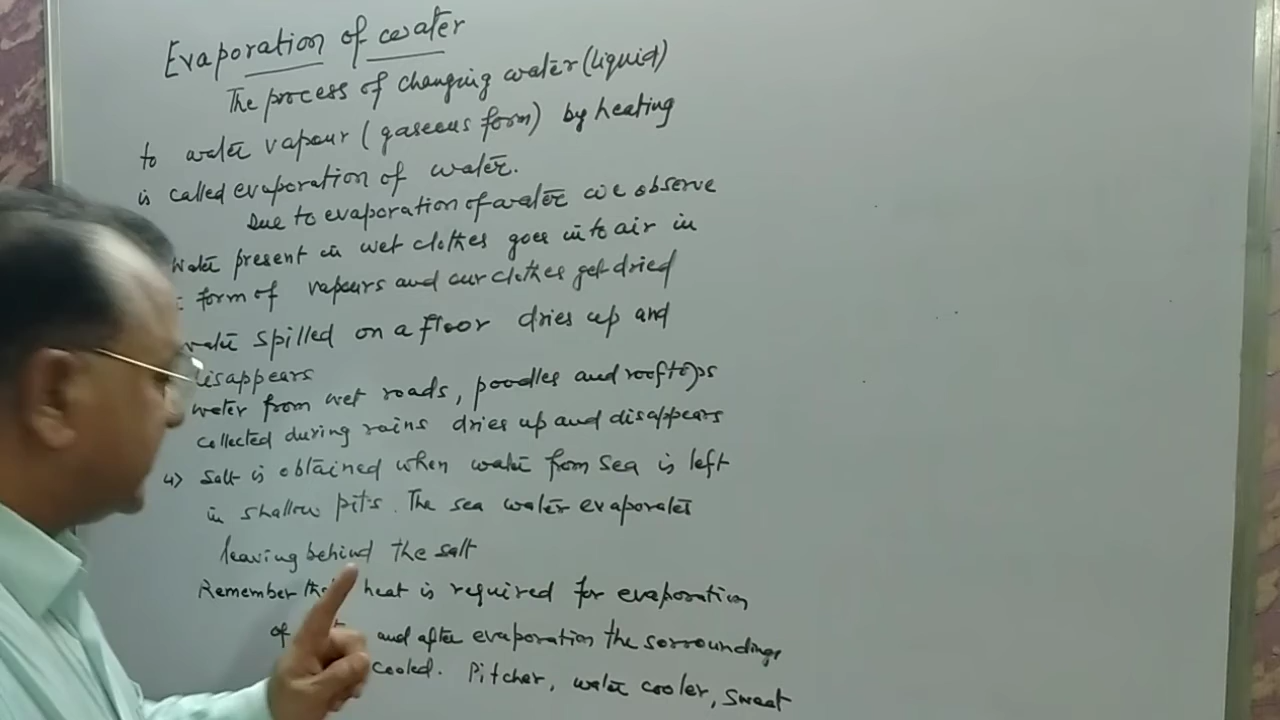 Evaporation of water
The process of changing water (liquid)
to water vapour (gaseous form) by heating
is called evaporation of water.
Due to evaporation of water we observe
water present in wet clothes goes into air in
form of vapours and our clothes get dried
water spilled on a floor dries up and
disappears
water from wet roads, poodles and rooftops
collected during rains dries up and disappears
4) Salt is obtained when water from sea is left
in shallow pits. The sea water evaporates
leaving behind the salt
Remember that heat is required for evaporation
of and after evaporation the sorroundings
cooled. Pitcher, water cooler, sweat